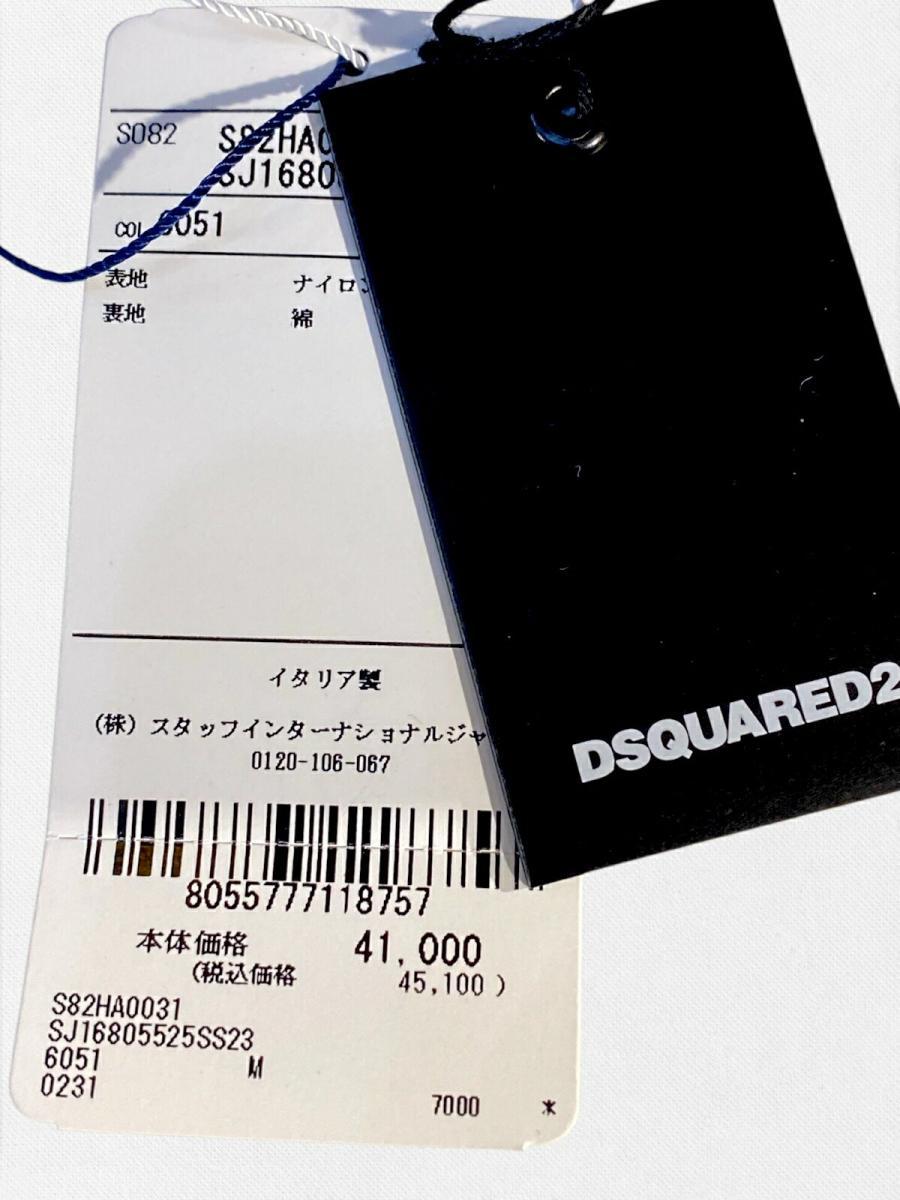 S082 S82HA0
SJ1680
COL 6051
表地 ナイロン
裏地 綿
イタリア製
(株)スタッフインターナショナルジャ
0120-106-067
8055777118757
本体価格 41,000
(税込価格 45,100 )
S82HA0031
SJ16805525SS23
6051 M
0231
7000 *
DSQUARED2